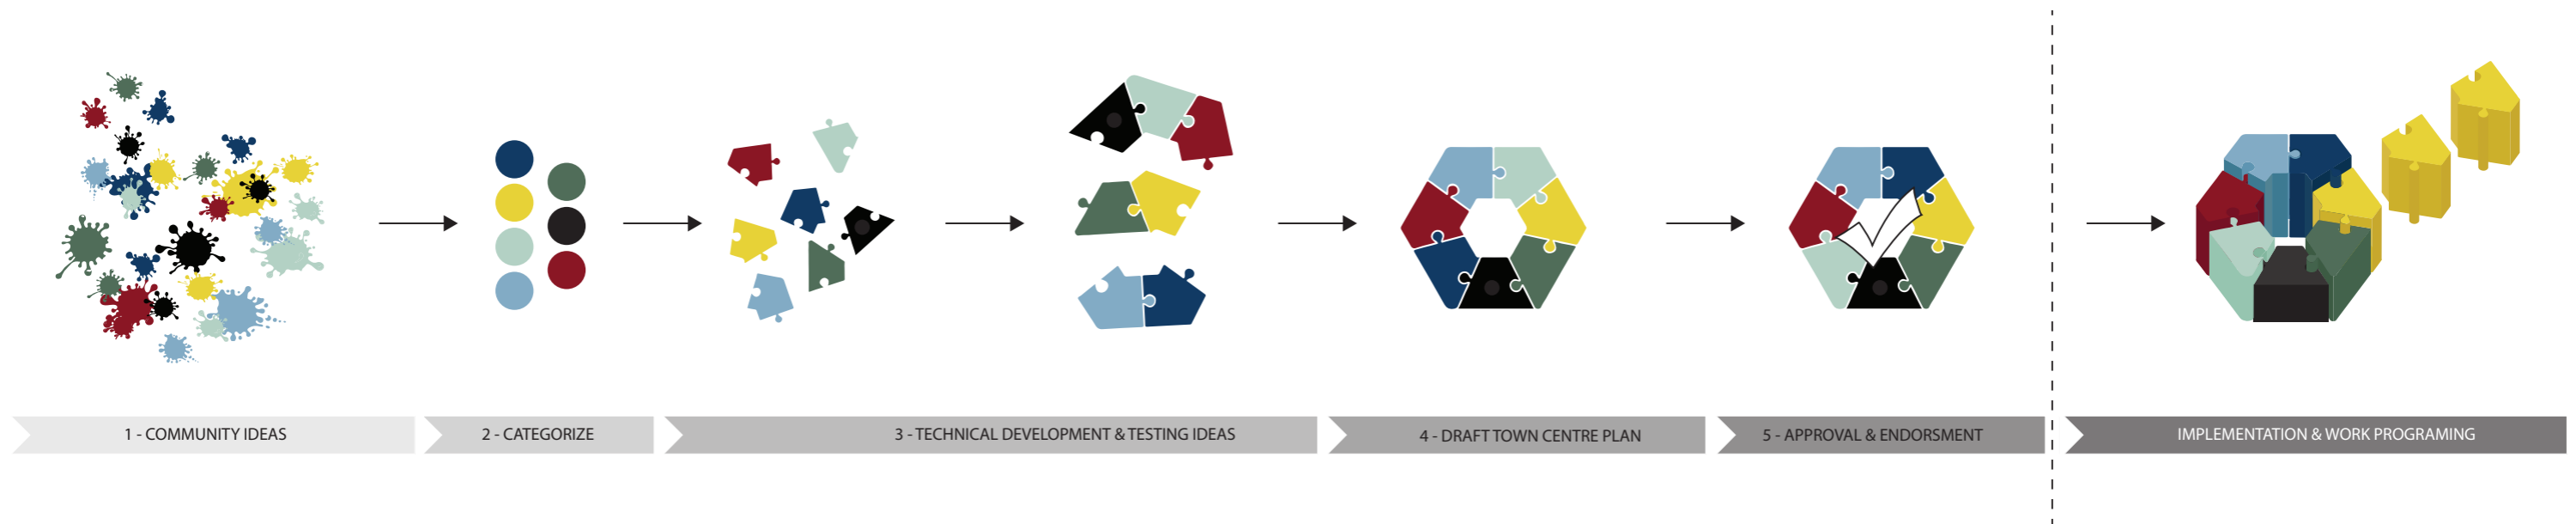 1 - COMMUNITY IDEAS
2 - CATEGORIZE
3 - TECHNICAL DEVELOPMENT & TESTING IDEAS
4 - DRAFT TOWN CENTRE PLAN
5 - APPROVAL & ENDORSMENT
IMPLEMENTATION & WORK PROGRAMING